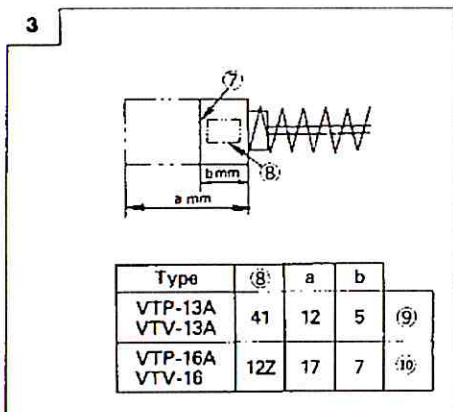 3
⑦
⑧
b mm
a mm
Type ⑧ a b
VTP-13A
VTV-13A 41 12 5 ⑨
VTP-16A
VTV-16 12Z 17 7 ⑩